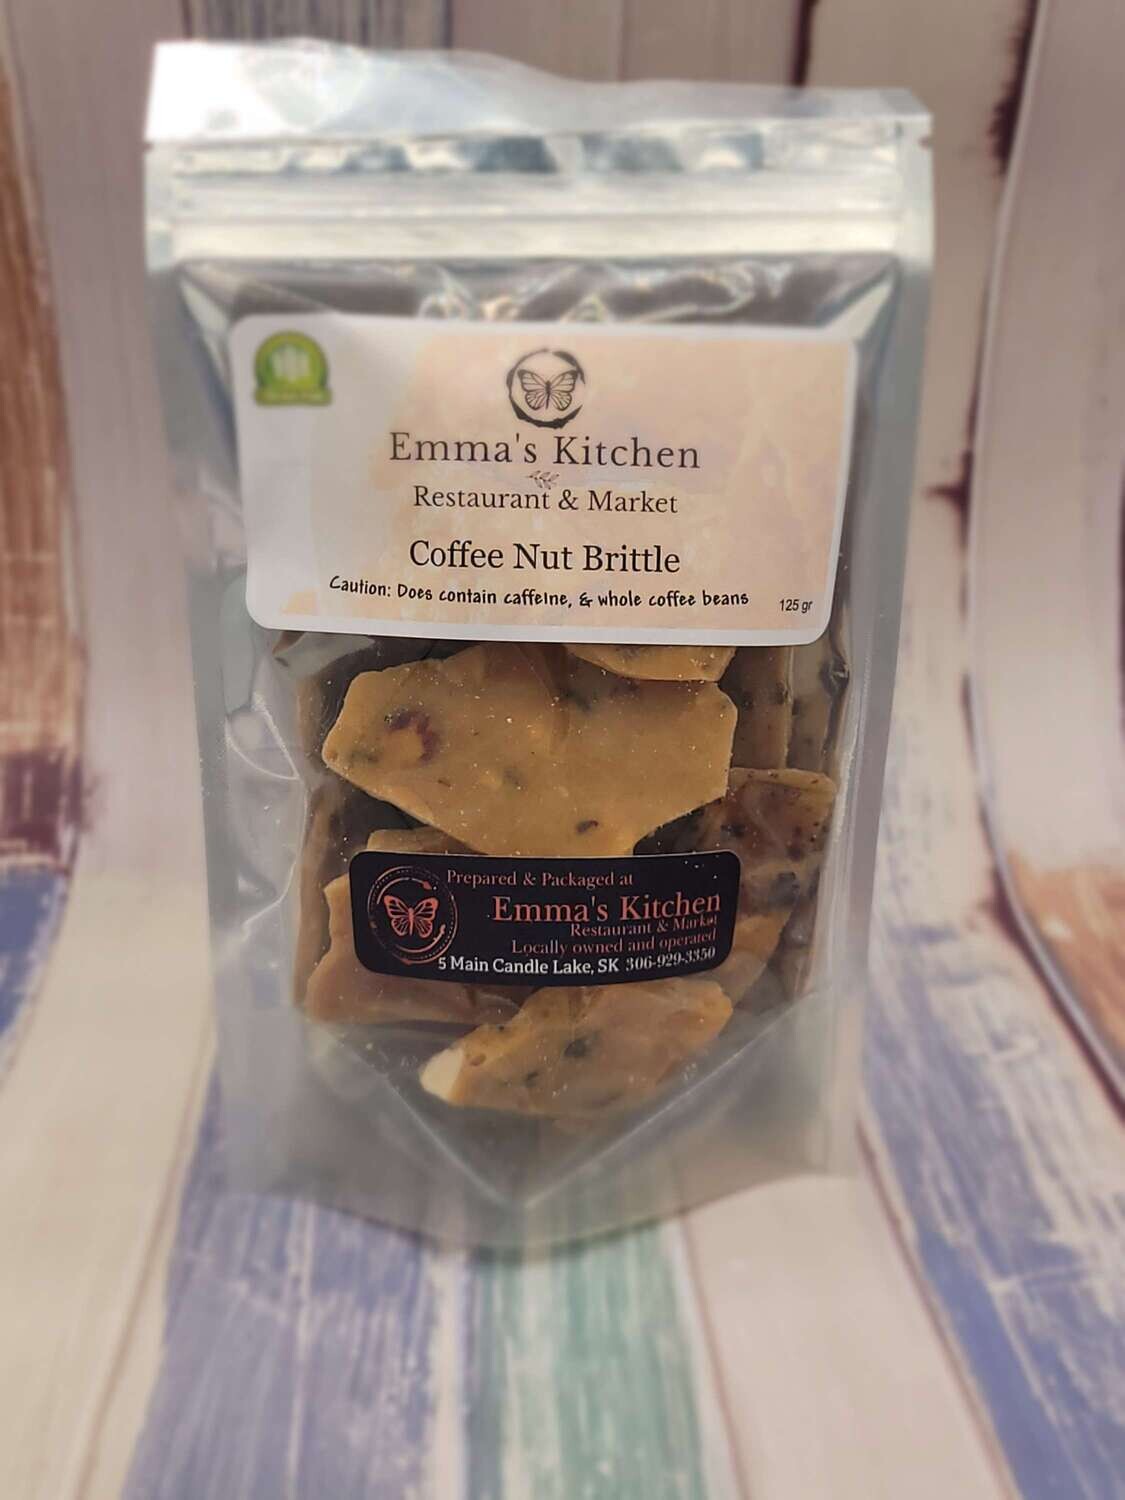 Emma's Kitchen
Restaurant & Market
Coffee Nut Brittle
Caution: Does contain caffeine, & whole coffee beans
125 gr
Prepared & Packaged at
Emma's Kitchen
Restaurant & Market
Locally owned and operated
5 Main Candle Lake, SK 306-929-3350